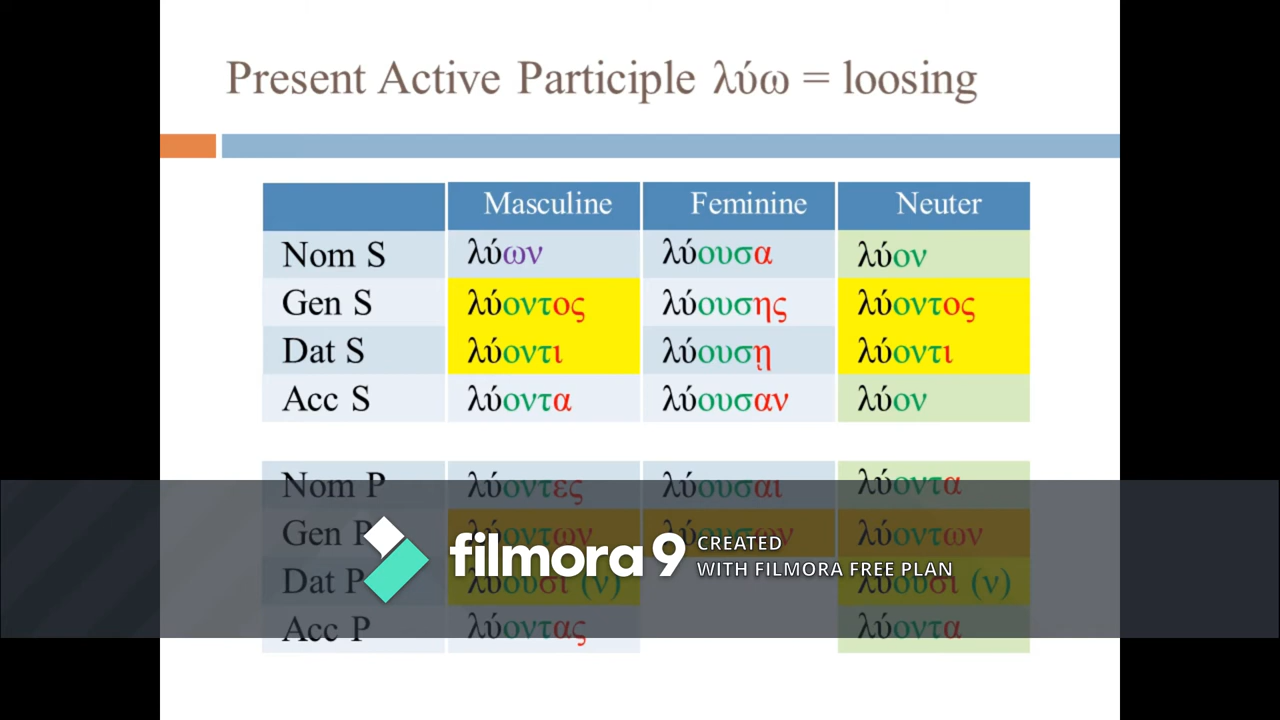 Present Active Participle λύω = loosing
Masculine Feminine Neuter
Nom S λύων λύουσα λύον
Gen S λύοντος λύουσης λύοντος
Dat S λύοντι λύουσῃ λύοντι
Acc S λύοντα λύουσαν λύον
Nom P λύοντες λύουσαι λύοντα
Gen P λύοντων λύουσων λύοντων
Dat P λύουσι (ν) λύουσι (ν)
Acc P λύοντας λύοντα
filmora 9 CREATED
WITH FILMORA FREE PLAN